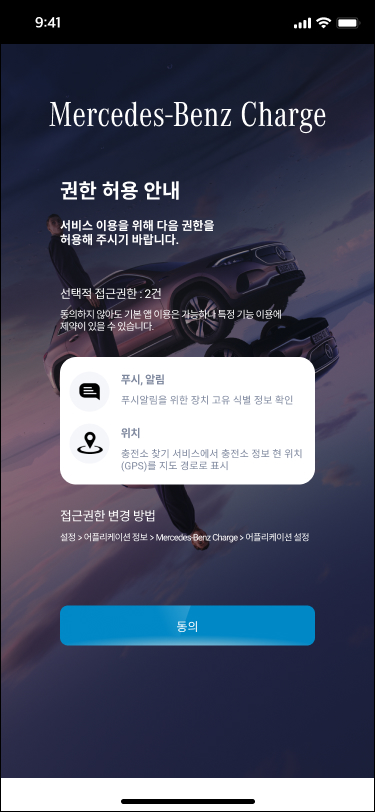 9:41
Mercedes-Benz Charge
권한 허용 안내
서비스 이용을 위해 다음 권한을
허용해 주시기 바랍니다.
선택적 접근권한 : 2건
동의하지 않아도 기본 앱 이용은 가능하나 특정 기능 이용에
제약이 있을 수 있습니다.
푸시, 알림
푸시알림을 위한 장치 고유 식별 정보 확인
위치
충전소 찾기 서비스에서 충전소 정보 현 위치
(GPS)를 지도 경로로 표시
접근권한 변경 방법
설정 > 어플리케이션 정보 > Mercedes-Benz Charge > 어플리케이션 설정
동의